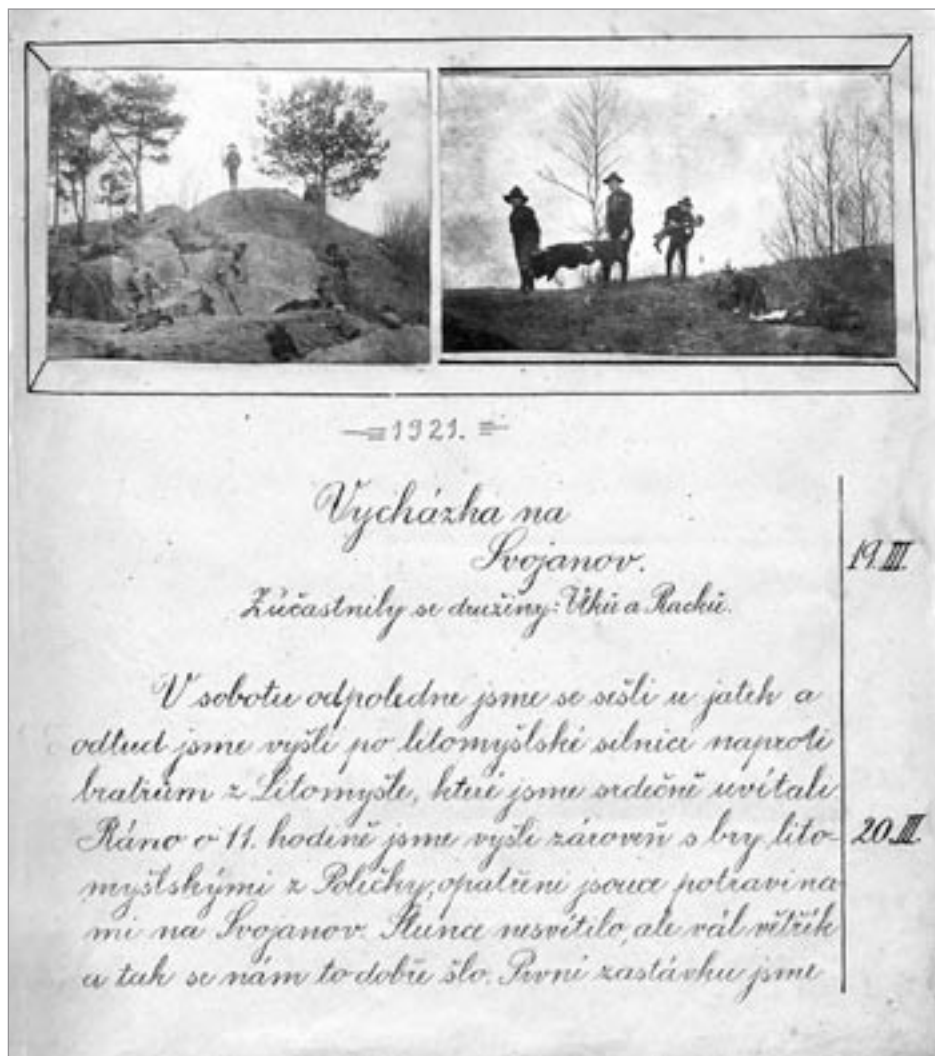 1921.
Vycházka na
Svojanov.
19. III.
Zúčastnily se družiny: Vlků a Racků.
V sobotu odpoledne jsme se sešli u jatek a
odtud jsme vyšli po litomyšlské silnici naproti
bratrům z Litomyšle, které jsme srdečně uvítali.
Ráno o 11. hodině jsme vyšli zároveň s bry lito-
20. III.
myšlskými z Poličky, opatřeni jsouce potravina
mi na Svojanov. Slunce nesvítilo, ale vál větřík
a tak se nám to dobře šlo. První zastávku jsme